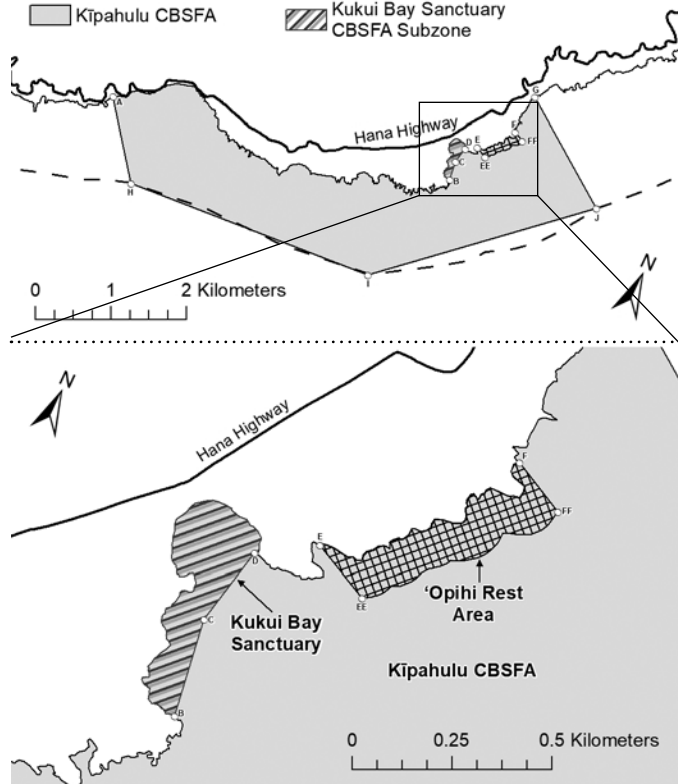 Kīpahulu CBSFA
Kukui Bay Sanctuary
CBSFA Subzone
A
G
Hana Highway
F
FF
D
E
EE
C
B
H
J
I
0 1 2 Kilometers
N
N
Hana Highway
F
FF
E
D
EE
'Opihi Rest
Area
Kukui Bay
Sanctuary
C
Kīpahulu CBSFA
B
0 0.25 0.5 Kilometers